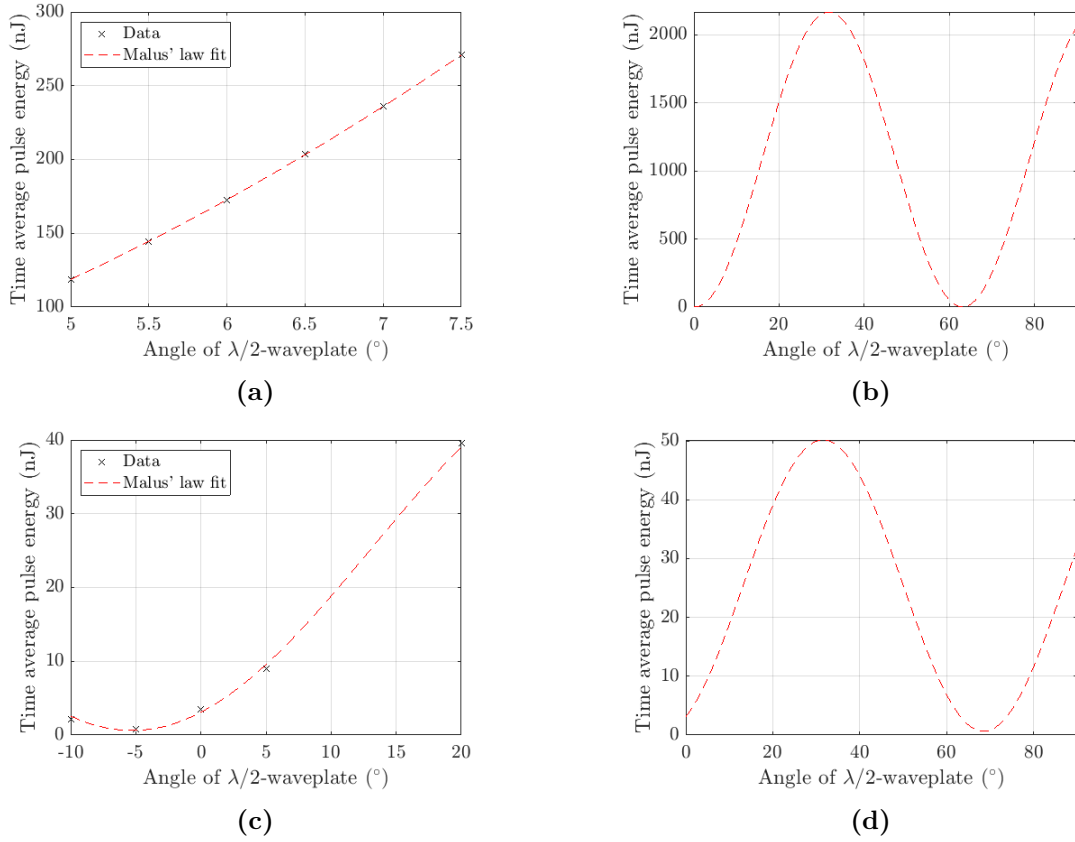 300
250
200
150
100
5
5.5
6
6.5
7
7.5
Time average pulse energy (nJ)
Angle of λ/2-waveplate (°)
Data
Malus' law fit
(a)
2000
1500
1000
500
0
0
20
40
60
80
Time average pulse energy (nJ)
Angle of λ/2-waveplate (°)
(b)
40
30
20
10
0
-10
-5
0
5
10
15
20
Time average pulse energy (nJ)
Angle of λ/2-waveplate (°)
Data
Malus' law fit
(c)
50
40
30
20
10
0
0
20
40
60
80
Time average pulse energy (nJ)
Angle of λ/2-waveplate (°)
(d)